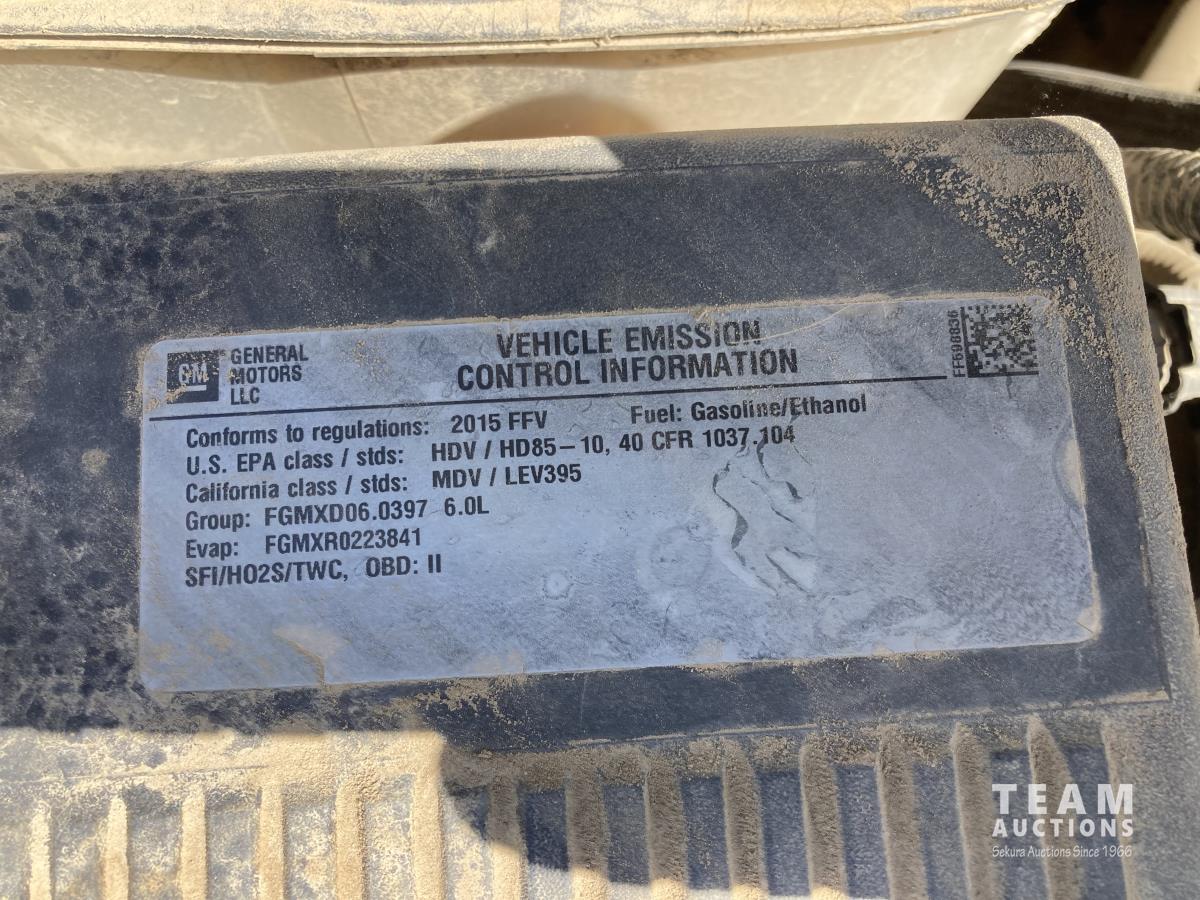 GM
GENERAL
MOTORS
LLC
VEHICLE EMISSION
CONTROL INFORMATION
FF698836
Conforms to regulations: 2015 FFV Fuel: Gasoline/Ethanol
U.S. EPA class / stds: HDV / HD85-10, 40 CFR 1037.104
California class / stds: MDV / LEV395
Group: FGMXD06.0397 6.0L
Evap: FGMXR0223841
SFI/HO2S/TWC, OBD: II
TEAM
AUCTIONS
Sekura Auctions Since 1966